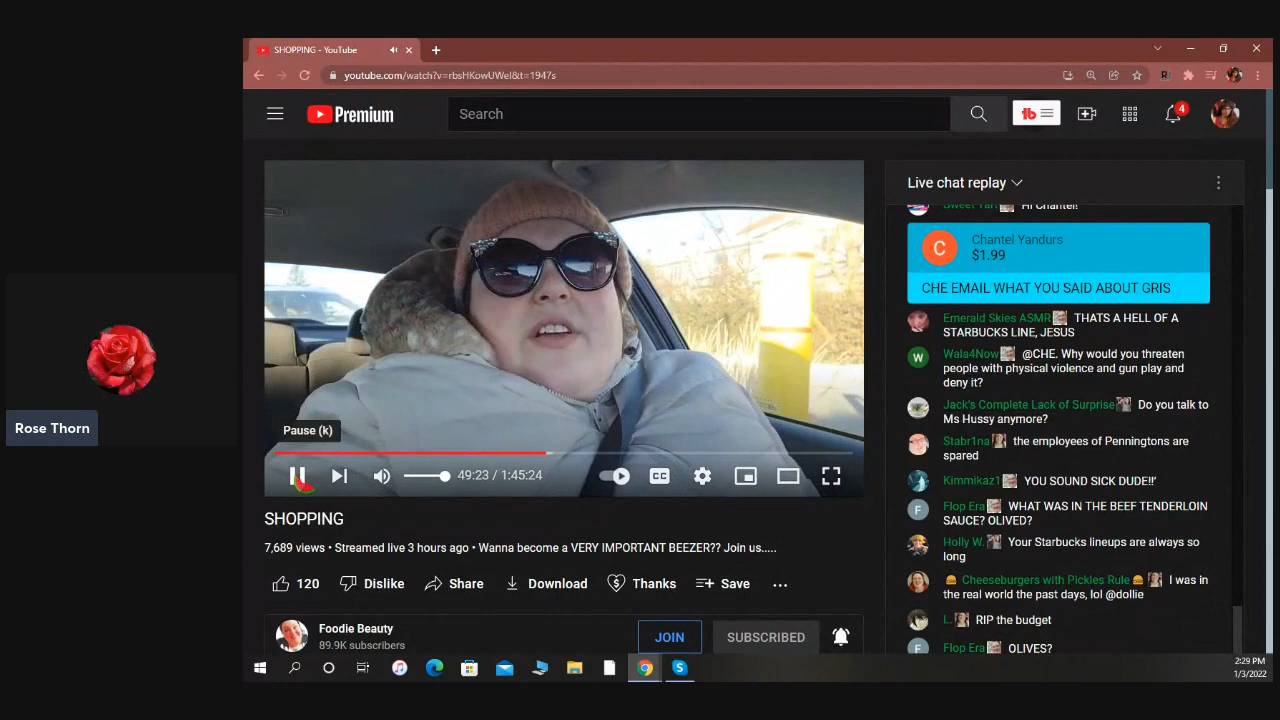 SHOPPING - YouTube
youtube.com/watch?v=rbsHKowUWeI&t=1947s
Premium
Search
4
Live chat replay
Sweet Tart Hi Chantel!
Chantel Yandurs
$1.99
CHE EMAIL WHAT YOU SAID ABOUT GRIS
Emerald Skies ASMR THATS A HELL OF A
STARBUCKS LINE, JESUS
Wala4Now @CHE. Why would you threaten
people with physical violence and gun play and
deny it?
Jack's Complete Lack of Surprise Do you talk to
Ms Hussy anymore?
Stabr1na the employees of Penningtons are
spared
Kimmikaz1 YOU SOUND SICK DUDE!!'
Flop Era WHAT WAS IN THE BEEF TENDERLOIN
SAUCE? OLIVED?
Holly W. Your Starbucks lineups are always so
long
Cheeseburgers with Pickles Rule I was in
the real world the past days, lol @dollie
L. RIP the budget
Flop Era OLIVES?
Rose Thorn
Pause (k)
49:23 / 1:45:24
SHOPPING
7,689 views • Streamed live 3 hours ago • Wanna become a VERY IMPORTANT BEEZER?? Join us.....
120 Dislike Share Download Thanks Save
Foodie Beauty
89.9K subscribers
JOIN SUBSCRIBED
2:29 PM
1/3/2022